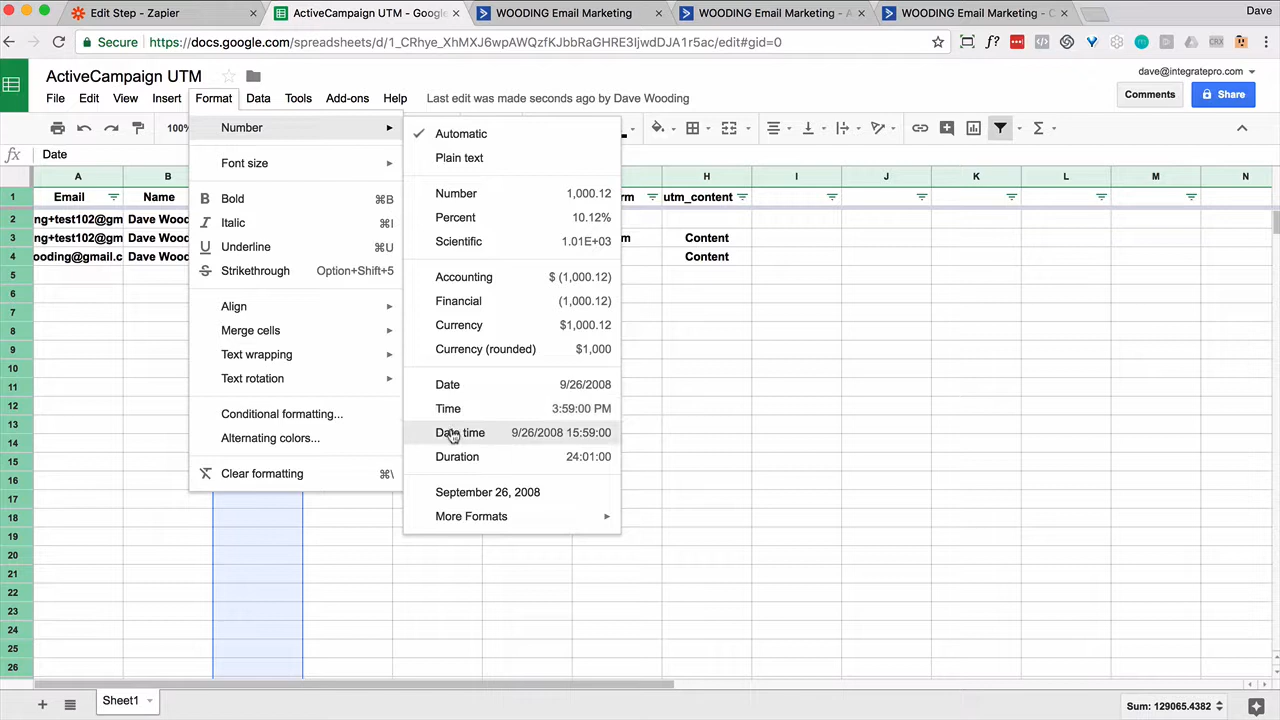 Edit Step - Zapier
ActiveCampaign UTM - Google
WOODING Email Marketing
WOODING Email Marketing - A
WOODING Email Marketing - C
Dave
Secure
https://docs.google.com/spreadsheets/d/1_CRhye_XhMXJ6wpAWQzfKJbbRaGHRE3IjwdDJA1r5ac/edit#gid=0
ActiveCampaign UTM
dave@integratepro.com
File Edit View Insert Format Data Tools Add-ons Help
Last edit was made seconds ago by Dave Wooding
Comments
Share
100%
fx Date
A B H I J K L M N
1 Email Name rm utm_content
2 ng+test102@gm Dave Woo
3 ng+test102@gm Dave Woo m Content
4 ooding@gmail.c Dave Woo Content
5
6
7
8
9
10
11
12
13
14
15
16
17
18
19
20
21
22
23
24
25
26
Number
Font size
B Bold ⌘B
I Italic ⌘I
U Underline ⌘U
S Strikethrough Option+Shift+5
Align
Merge cells
Text wrapping
Text rotation
Conditional formatting...
Alternating colors...
Clear formatting ⌘\
Automatic
Plain text
Number 1,000.12
Percent 10.12%
Scientific 1.01E+03
Accounting $ (1,000.12)
Financial (1,000.12)
Currency $1,000.12
Currency (rounded) $1,000
Date 9/26/2008
Time 3:59:00 PM
Date time 9/26/2008 15:59:00
Duration 24:01:00
September 26, 2008
More Formats
Sheet1
Sum: 129065.4382